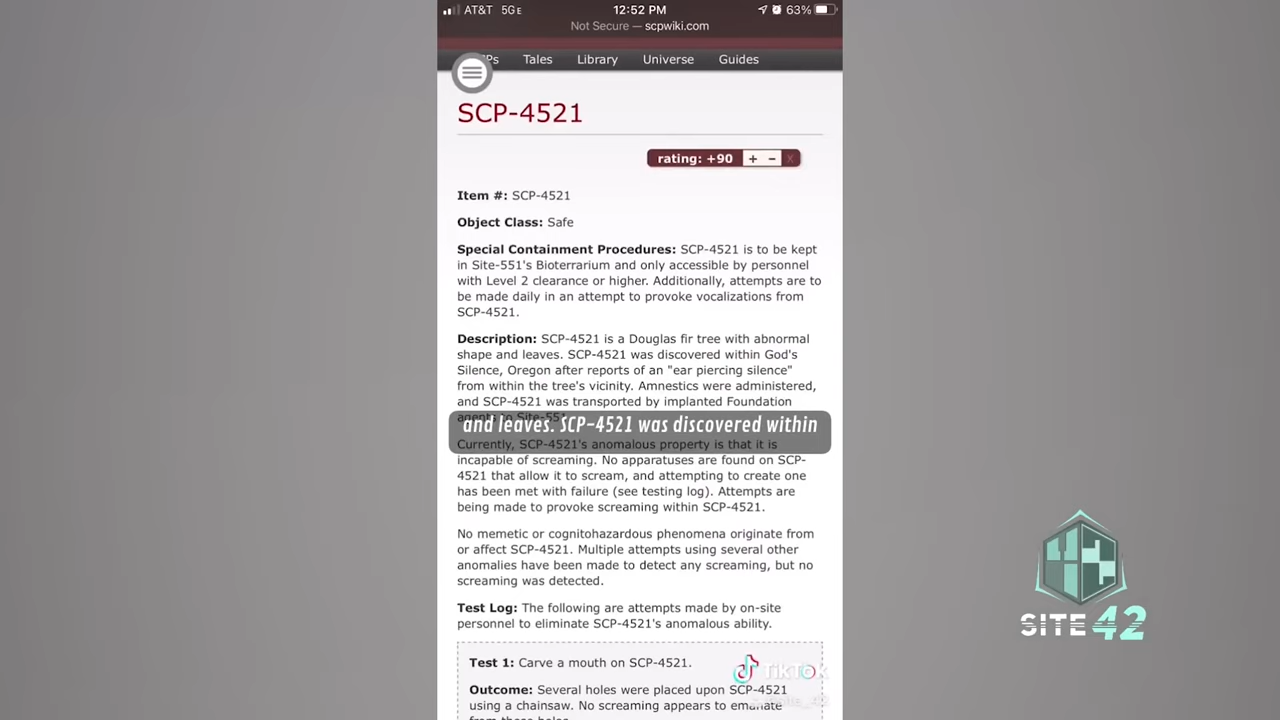 AT&T 5GE 12:52 PM 63%
Not Secure — scpwiki.com
Tales Library Universe Guides
SCP-4521
rating: +90 + − X
Item #: SCP-4521
Object Class: Safe
Special Containment Procedures: SCP-4521 is to be kept
in Site-551's Bioterrarium and only accessible by personnel
with Level 2 clearance or higher. Additionally, attempts are to
be made daily in an attempt to provoke vocalizations from
SCP-4521.
Description: SCP-4521 is a Douglas fir tree with abnormal
shape and leaves. SCP-4521 was discovered within God's
Silence, Oregon after reports of an "ear piercing silence"
from within the tree's vicinity. Amnestics were administered,
and SCP-4521 was transported by implanted Foundation
agents to Site-551.
and leaves. SCP-4521 was discovered within
Currently, SCP-4521's anomalous property is that it is
incapable of screaming. No apparatuses are found on SCP-
4521 that allow it to scream, and attempting to create one
has been met with failure (see testing log). Attempts are
being made to provoke screaming within SCP-4521.
No memetic or cognitohazardous phenomena originate from
or affect SCP-4521. Multiple attempts using several other
anomalies have been made to detect any screaming, but no
screaming was detected.
Test Log: The following are attempts made by on-site
personnel to eliminate SCP-4521's anomalous ability.
Test 1: Carve a mouth on SCP-4521.
TikTok
Outcome: Several holes were placed upon SCP-4521
using a chainsaw. No screaming appears to emanate
from these holes.
SITE 42